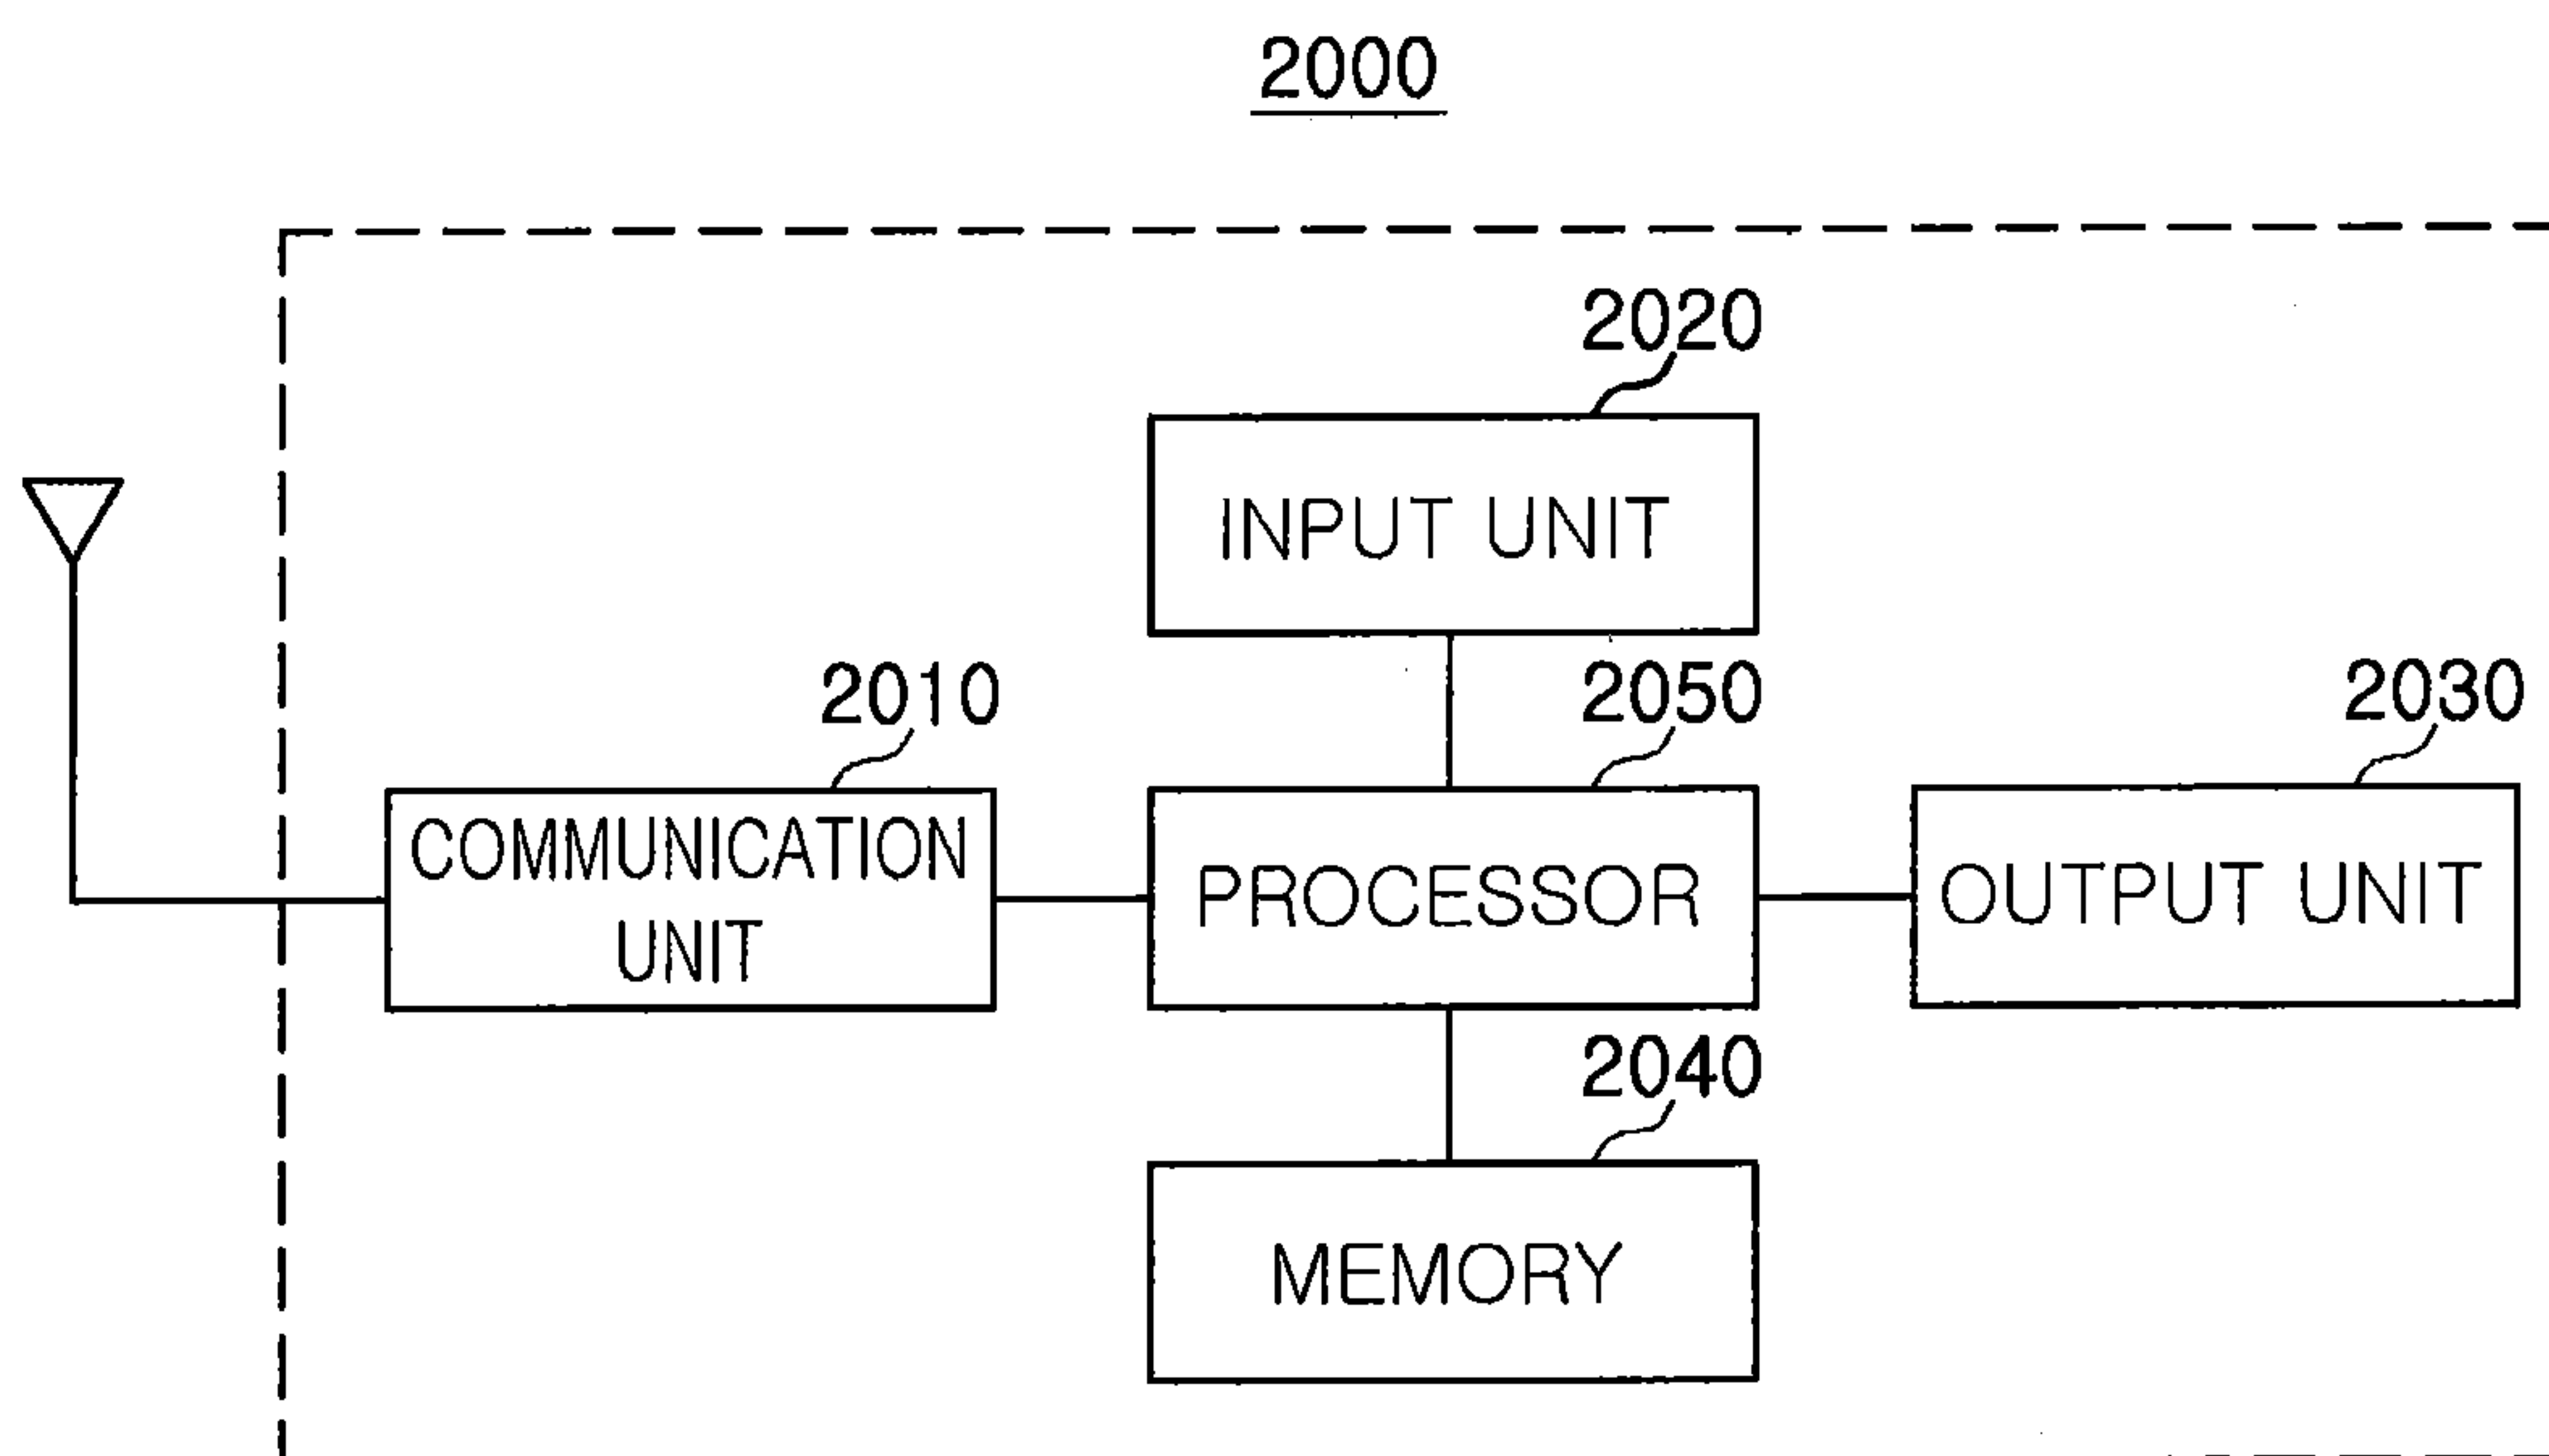 2000
2020
INPUT UNIT
2010
2050
2030
COMMUNICATION
UNIT
PROCESSOR
OUTPUT UNIT
2040
MEMORY